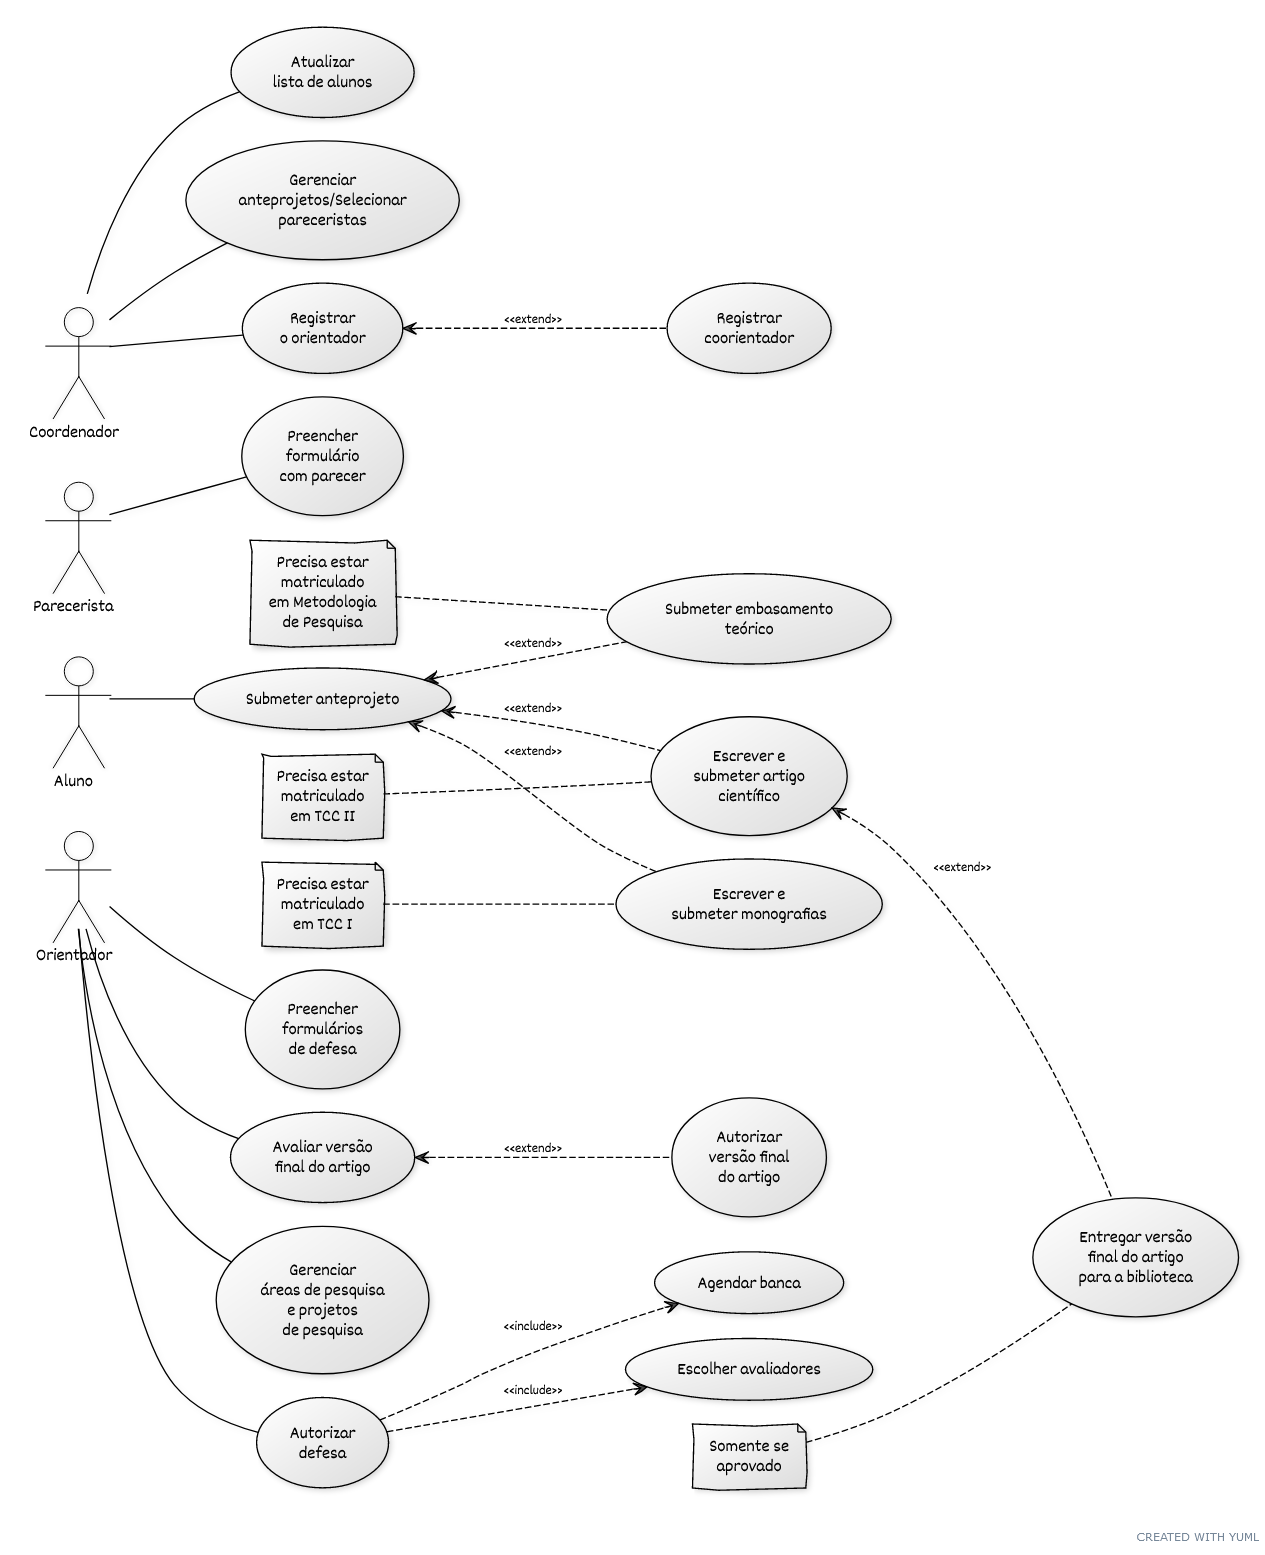 Atualizar
lista de alunos
Gerenciar
anteprojetos/Selecionar
pareceristas
Registrar
o orientador
<<extend>>
Registrar
coorientador
Coordenador
Preencher
formulário
com parecer
Parecerista
Precisa estar
matriculado
em Metodologia
de Pesquisa
Submeter embasamento
teórico
<<extend>>
Submeter anteprojeto
<<extend>>
<<extend>>
Aluno
Precisa estar
matriculado
em TCC II
Escrever e
submeter artigo
científico
<<extend>>
Precisa estar
matriculado
em TCC I
Escrever e
submeter monografias
Orientador
Preencher
formulários
de defesa
Avaliar versão
final do artigo
<<extend>>
Autorizar
versão final
do artigo
Entregar versão
final do artigo
para a biblioteca
Gerenciar
áreas de pesquisa
e projetos
de pesquisa
Agendar banca
<<include>>
Escolher avaliadores
<<include>>
Autorizar
defesa
Somente se
aprovado
CREATED WITH YUML